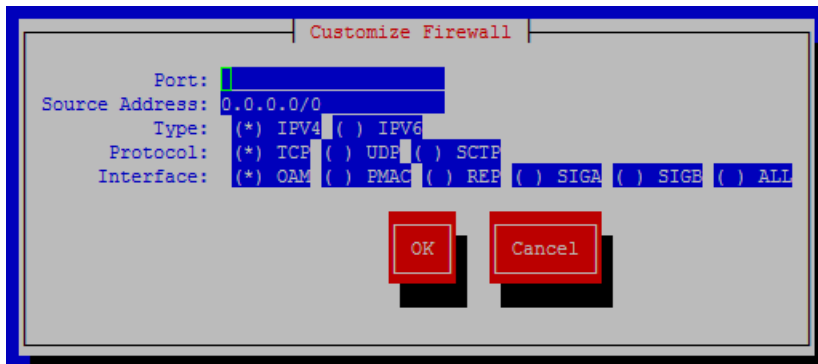 Customize Firewall
Port:
Source Address: 0.0.0.0/0
Type: (*) IPV4 ( ) IPV6
Protocol: (*) TCP ( ) UDP ( ) SCTP
Interface: (*) OAM ( ) PMAC ( ) REP ( ) SIGA ( ) SIGB ( ) ALL
OK Cancel